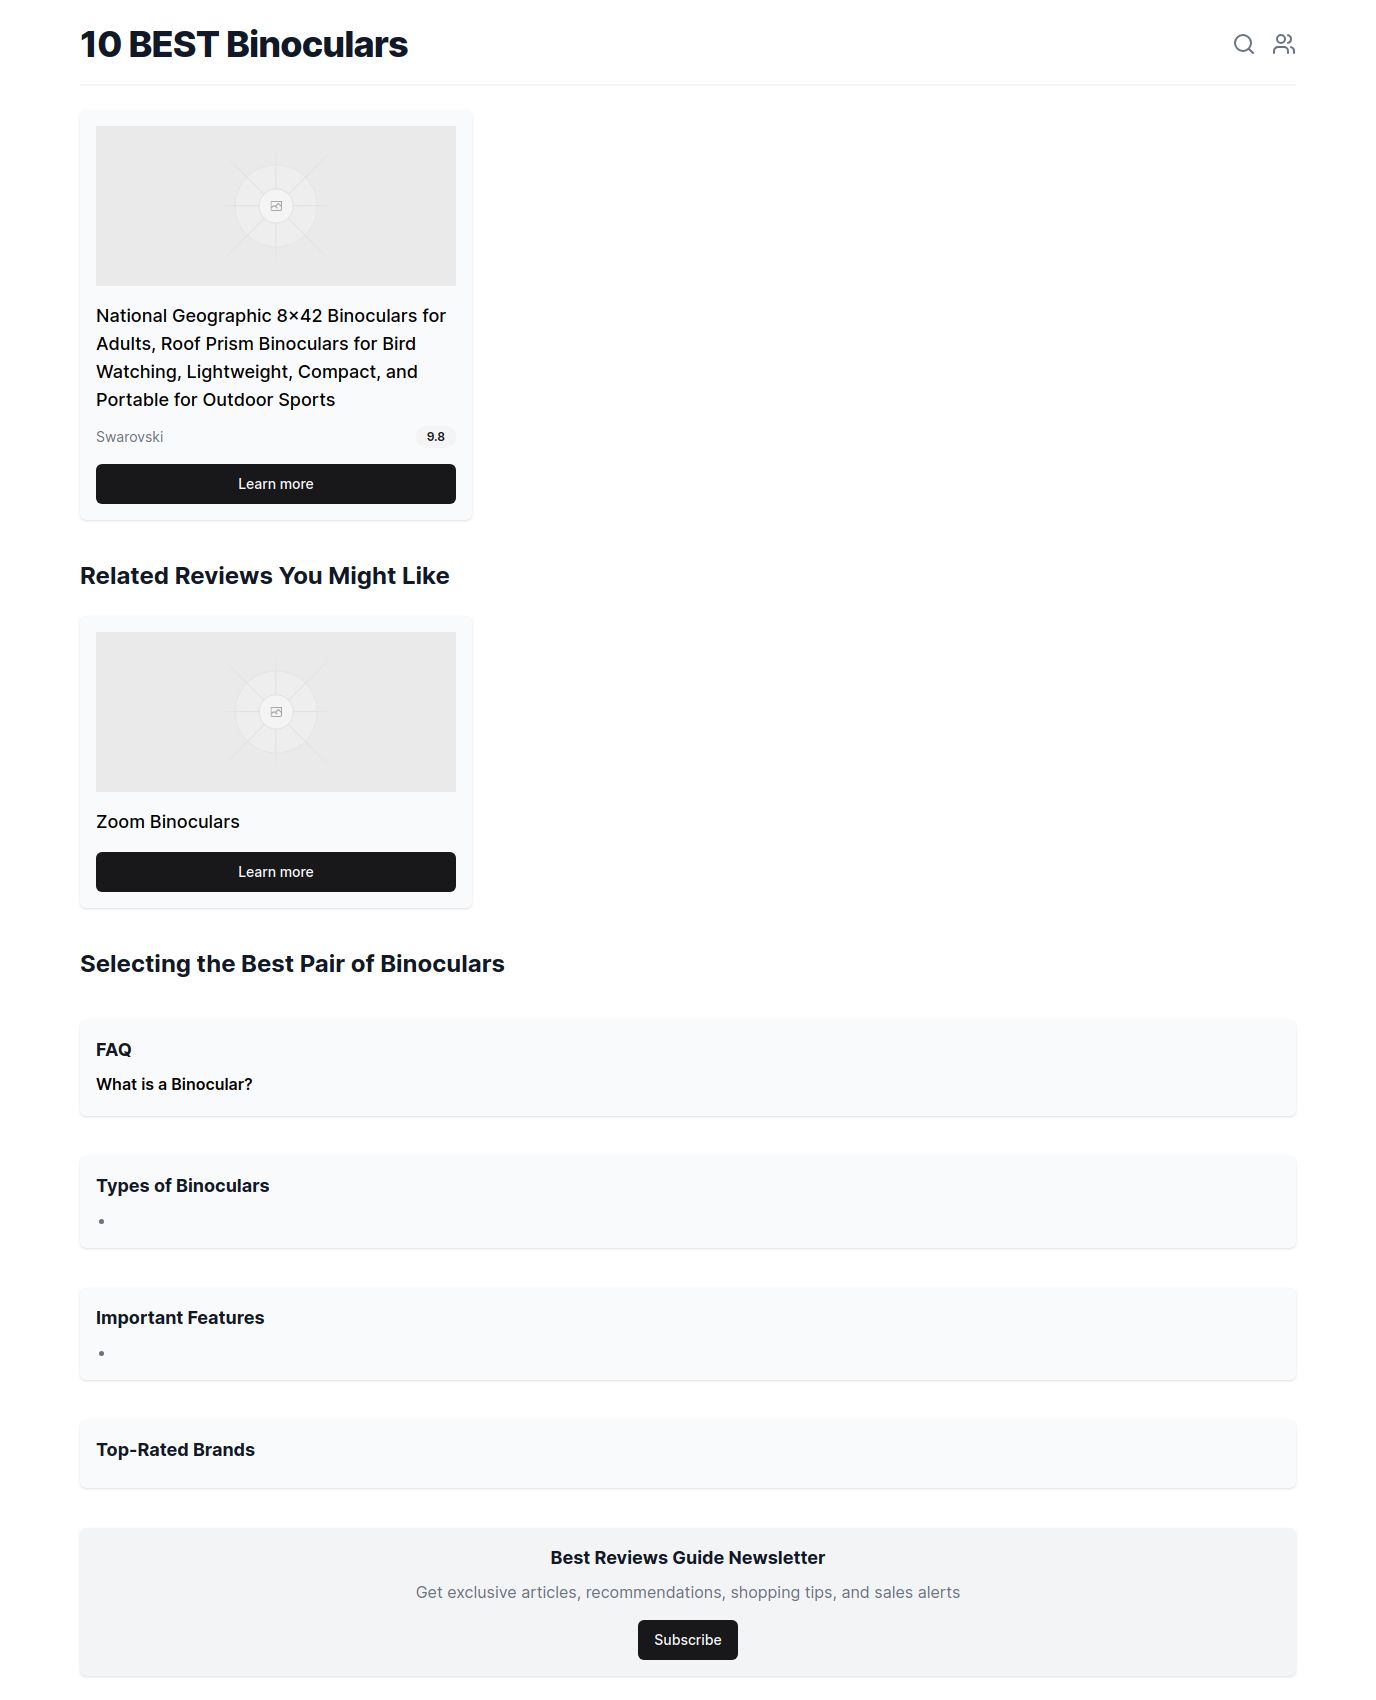 10 BEST Binoculars
National Geographic 8x42 Binoculars for
Adults, Roof Prism Binoculars for Bird
Watching, Lightweight, Compact, and
Portable for Outdoor Sports
Swarovski
9.8
Learn more
Related Reviews You Might Like
Zoom Binoculars
Learn more
Selecting the Best Pair of Binoculars
FAQ
What is a Binocular?
Types of Binoculars
Important Features
Top-Rated Brands
Best Reviews Guide Newsletter
Get exclusive articles, recommendations, shopping tips, and sales alerts
Subscribe